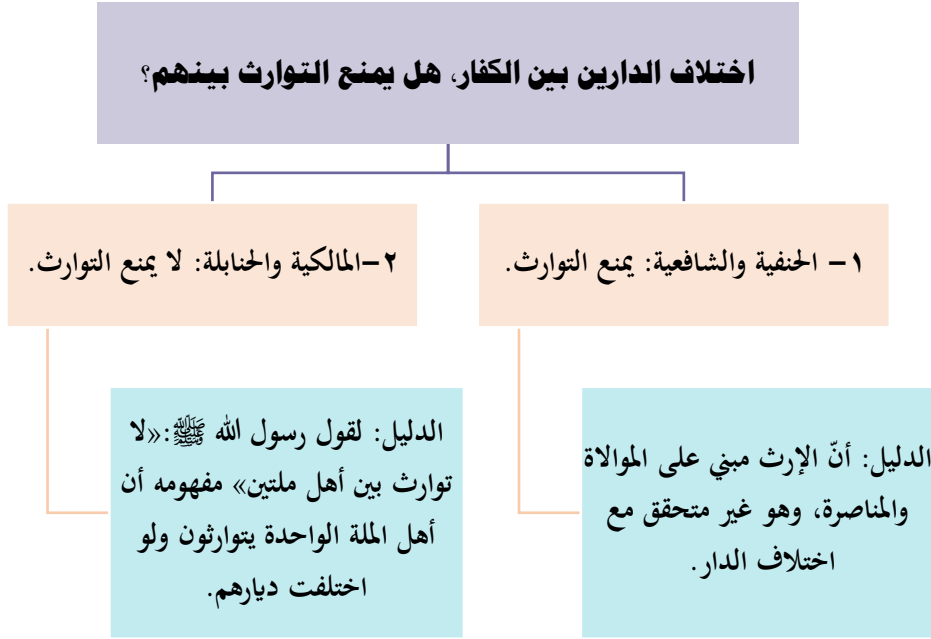 اختلاف الدارين بين الكفار، هل يمنع التوارث بينهم؟
١– الحنفية والشافعية: يمنع التوارث.
٢–المالكية والحنابلة: لا يمنع التوارث.
الدليل: أنّ الإرث مبني على الموالاة
والمناصرة، وهو غير متحقق مع
اختلاف الدار.
الدليل: لقول رسول الله ﷺ:«لا
توارث بين أهل ملتين» مفهومه أن
أهل الملة الواحدة يتوارثون ولو
اختلفت ديارهم.